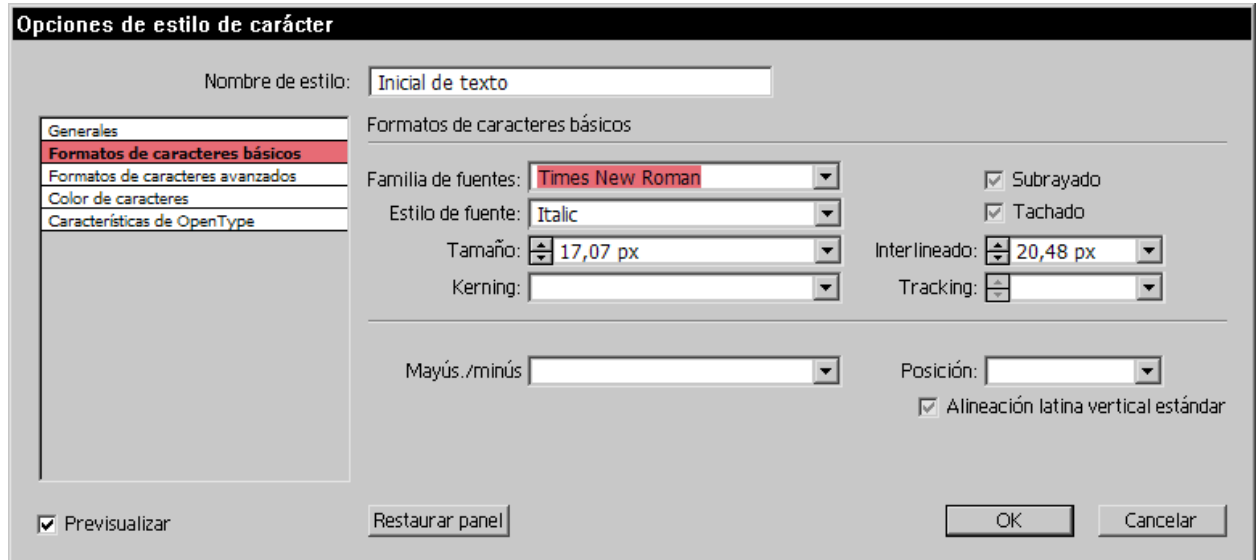 Opciones de estilo de carácter
Nombre de estilo: Inicial de texto
Generales
Formatos de caracteres básicos
Formatos de caracteres avanzados
Color de caracteres
Características de OpenType
Formatos de caracteres básicos
Familia de fuentes: Times New Roman
Subrayado
Estilo de fuente: Italic
Tachado
Tamaño: 17,07 px
Interlineado: 20,48 px
Kerning:
Tracking:
Mayús./minús
Posición:
Alineación latina vertical estándar
Previsualizar
Restaurar panel
OK
Cancelar